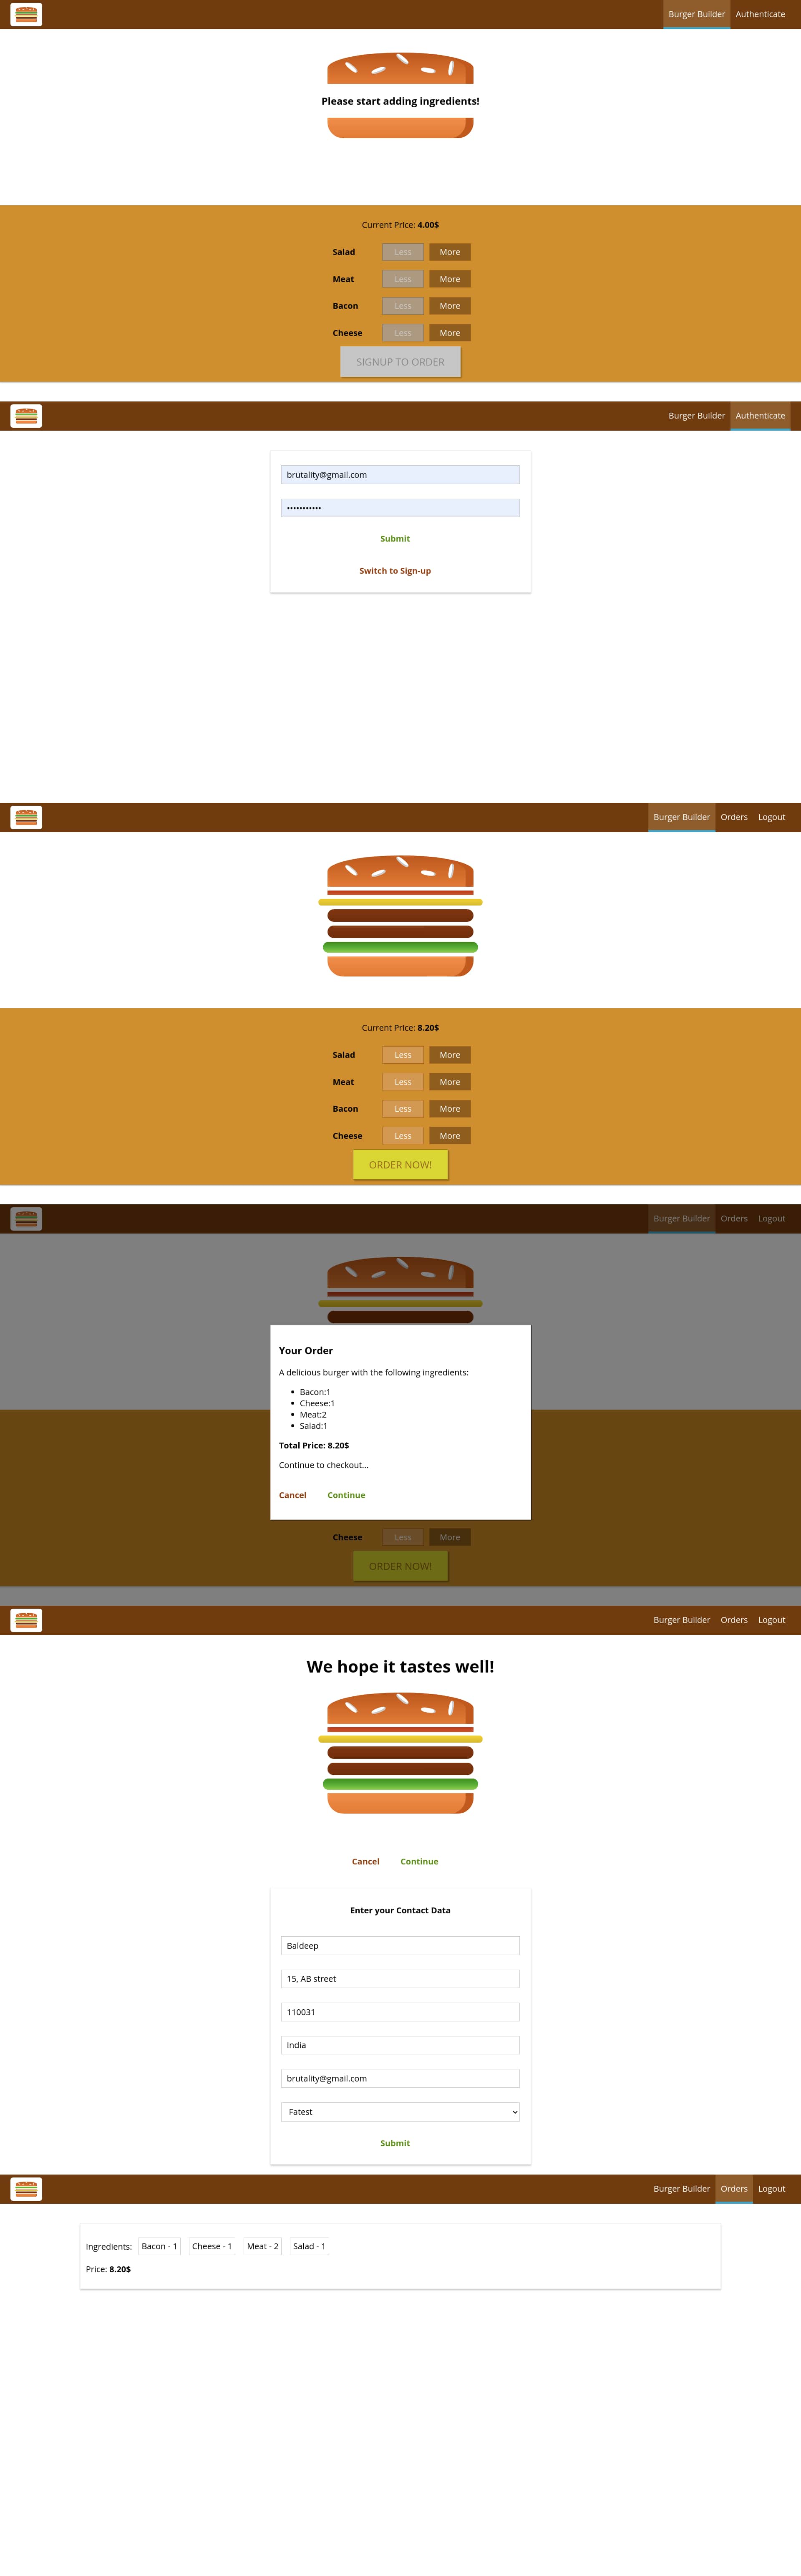 Burger Builder Authenticate
Please start adding ingredients!
Current Price: 4.00$
Salad Less More
Meat Less More
Bacon Less More
Cheese Less More
SIGNUP TO ORDER
Burger Builder Authenticate
brutality@gmail.com
•••••••••••
Submit
Switch to Sign-up
Burger Builder Orders Logout
Current Price: 8.20$
Salad Less More
Meat Less More
Bacon Less More
Cheese Less More
ORDER NOW!
Burger Builder Orders Logout
Your Order
A delicious burger with the following ingredients:
• Bacon:1
• Cheese:1
• Meat:2
• Salad:1
Total Price: 8.20$
Continue to checkout...
Cancel Continue
Cheese Less More
ORDER NOW!
Burger Builder Orders Logout
We hope it tastes well!
Cancel Continue
Enter your Contact Data
Baldeep
15, AB street
110031
India
brutality@gmail.com
Fatest
Submit
Burger Builder Orders Logout
Ingredients: Bacon - 1 Cheese - 1 Meat - 2 Salad - 1
Price: 8.20$